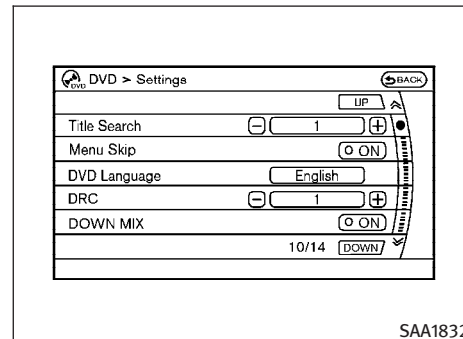 DVD DVD > Settings BACK
UP
Title Search − 1 +
Menu Skip ON
DVD Language English
DRC − 1 +
DOWN MIX ON
10/14 DOWN
SAA1832